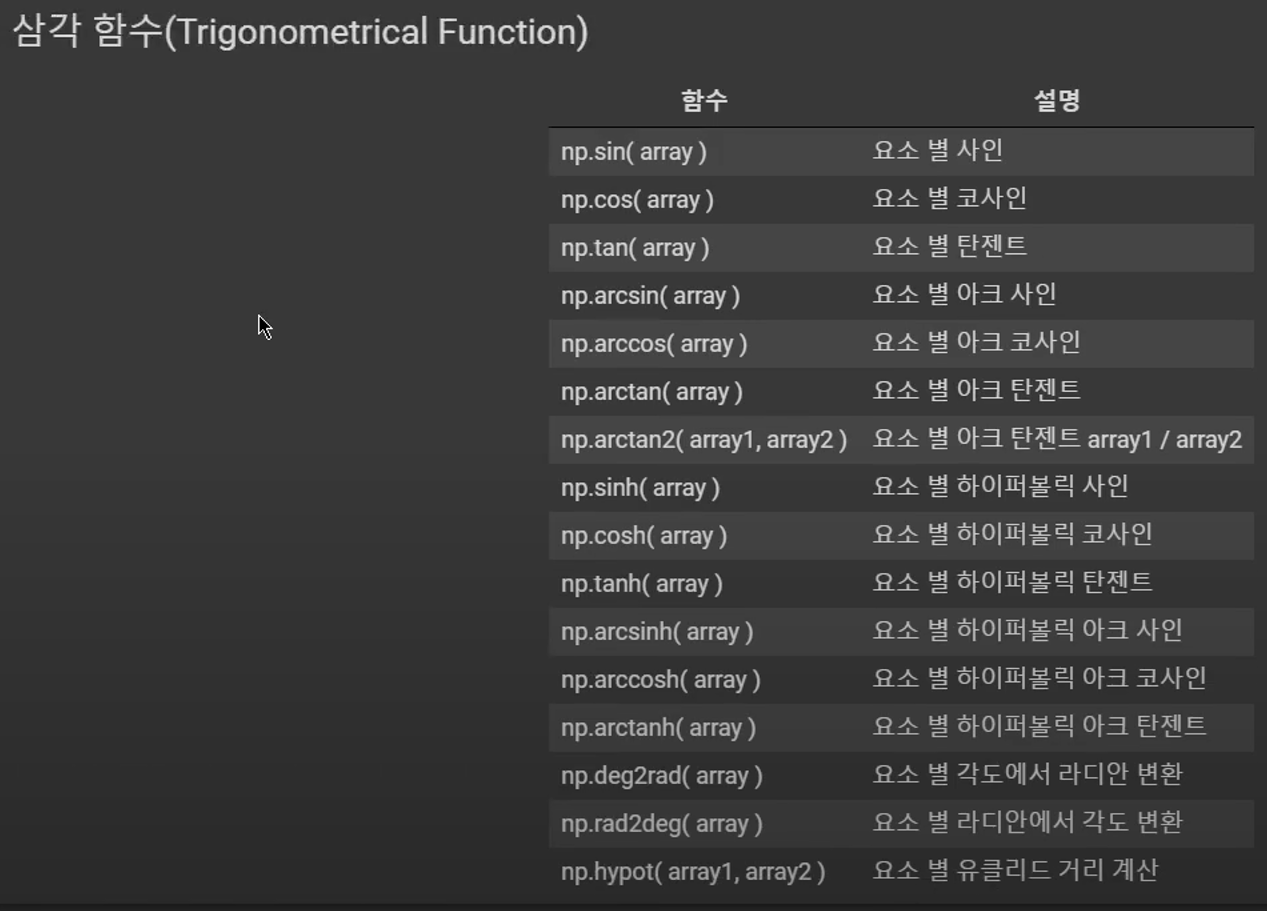 삼각 함수(Trigonometrical Function)
함수 설명
np.sin( array ) 요소 별 사인
np.cos( array ) 요소 별 코사인
np.tan( array ) 요소 별 탄젠트
np.arcsin( array ) 요소 별 아크 사인
np.arccos( array ) 요소 별 아크 코사인
np.arctan( array ) 요소 별 아크 탄젠트
np.arctan2( array1, array2 ) 요소 별 아크 탄젠트 array1 / array2
np.sinh( array ) 요소 별 하이퍼볼릭 사인
np.cosh( array ) 요소 별 하이퍼볼릭 코사인
np.tanh( array ) 요소 별 하이퍼볼릭 탄젠트
np.arcsinh( array ) 요소 별 하이퍼볼릭 아크 사인
np.arccosh( array ) 요소 별 하이퍼볼릭 아크 코사인
np.arctanh( array ) 요소 별 하이퍼볼릭 아크 탄젠트
np.deg2rad( array ) 요소 별 각도에서 라디안 변환
np.rad2deg( array ) 요소 별 라디안에서 각도 변환
np.hypot( array1, array2 ) 요소 별 유클리드 거리 계산